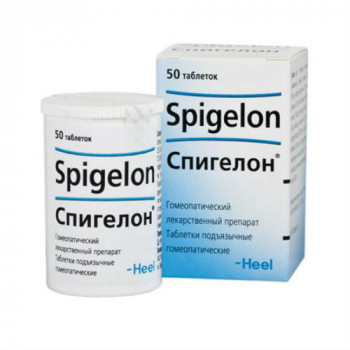 50 таблеток
Spigelon
Спигелон®
Гомеопатический
лекарственный препарат
Таблетки подъязычные
гомеопатические
-Heel
50 таблеток
Spigelon
Спигелон®
Гомеопатический
лекарственный препарат
Таблетки подъязычные
гомеопатические
-Heel